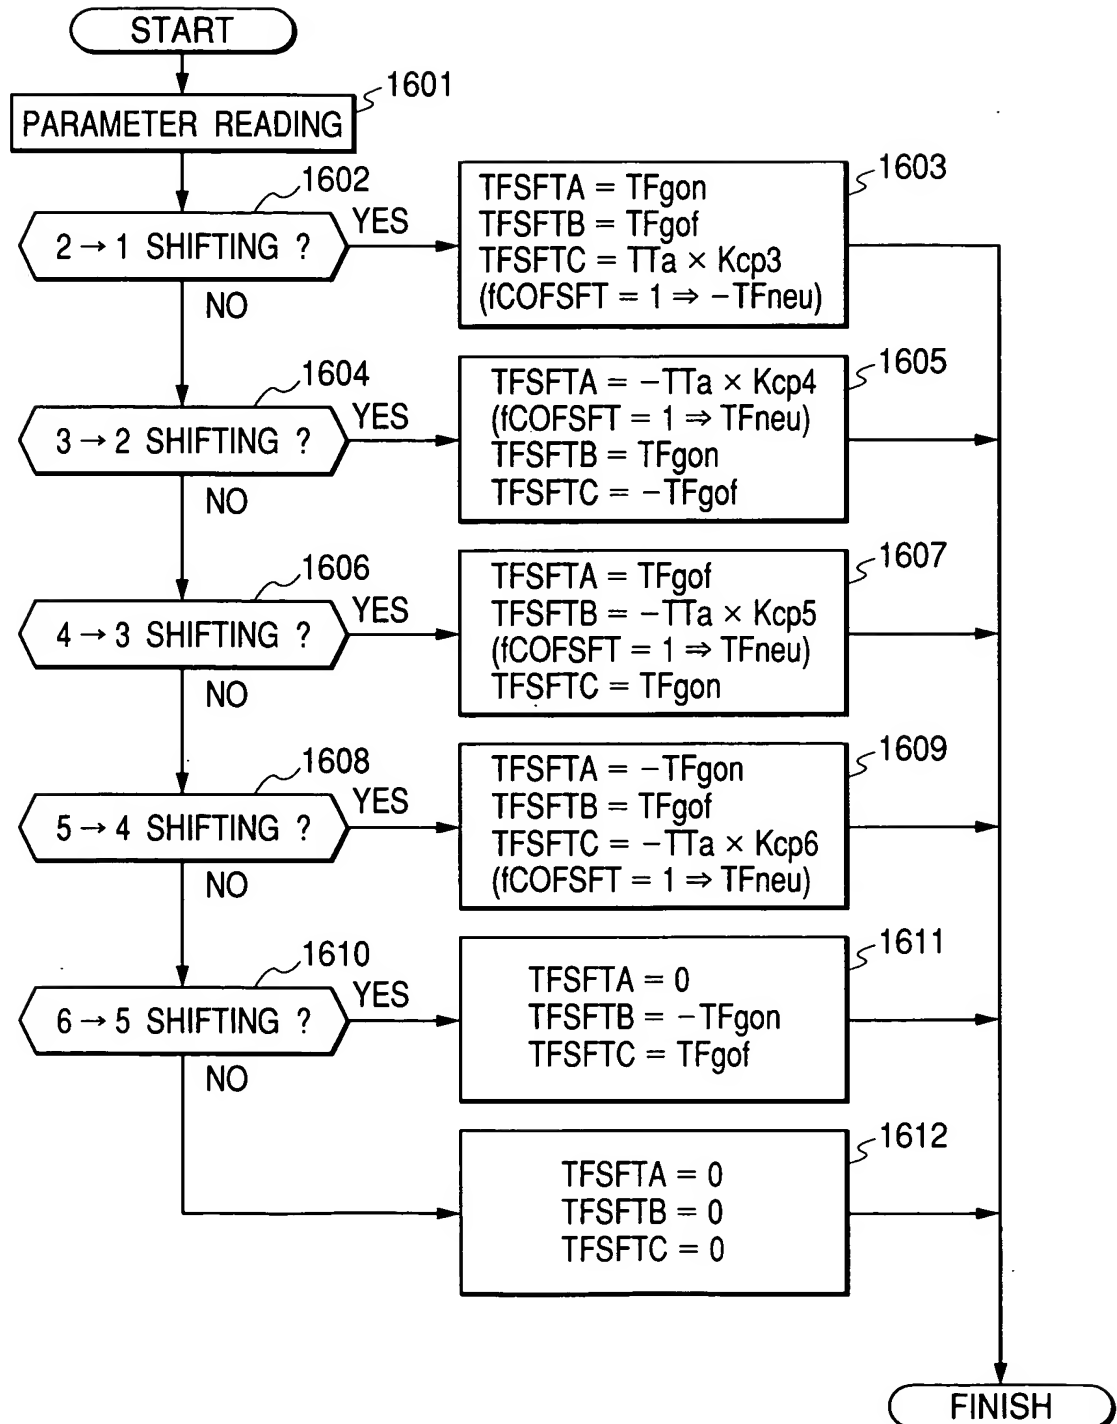 START
1601
PARAMETER READING
1602
2 → 1 SHIFTING ?
YES
NO
1603
TFSFTA = TFgon
TFSFTB = TFgof
TFSFTC = TTa × Kcp3
(fCOFSFT = 1 ⇒ −TFneu)
1604
3 → 2 SHIFTING ?
YES
NO
1605
TFSFTA = −TTa × Kcp4
(fCOFSFT = 1 ⇒ TFneu)
TFSFTB = TFgon
TFSFTC = −TFgof
1606
4 → 3 SHIFTING ?
YES
NO
1607
TFSFTA = TFgof
TFSFTB = −TTa × Kcp5
(fCOFSFT = 1 ⇒ TFneu)
TFSFTC = TFgon
1608
5 → 4 SHIFTING ?
YES
NO
1609
TFSFTA = −TFgon
TFSFTB = TFgof
TFSFTC = −TTa × Kcp6
(fCOFSFT = 1 ⇒ TFneu)
1610
6 → 5 SHIFTING ?
YES
NO
1611
TFSFTA = 0
TFSFTB = −TFgon
TFSFTC = TFgof
1612
TFSFTA = 0
TFSFTB = 0
TFSFTC = 0
FINISH